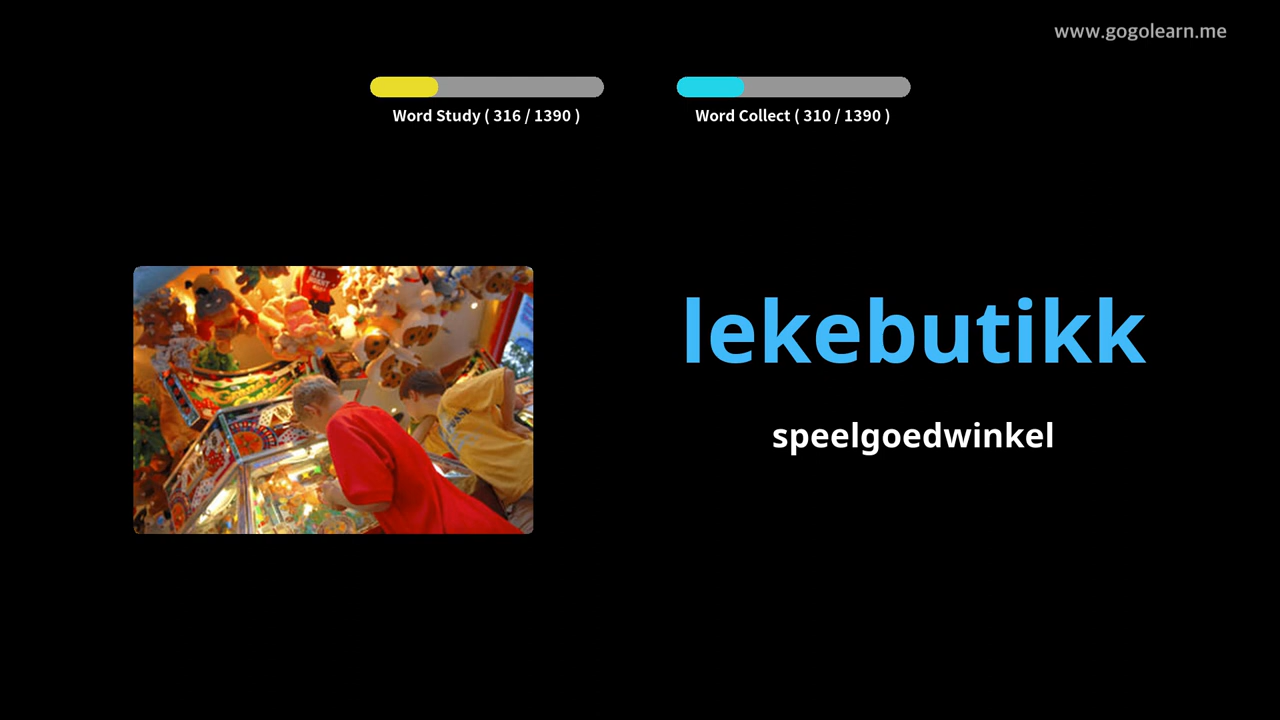 www.gogolearn.me
Word Study ( 316 / 1390 )
Word Collect ( 310 / 1390 )
lekebutikk
speelgoedwinkel